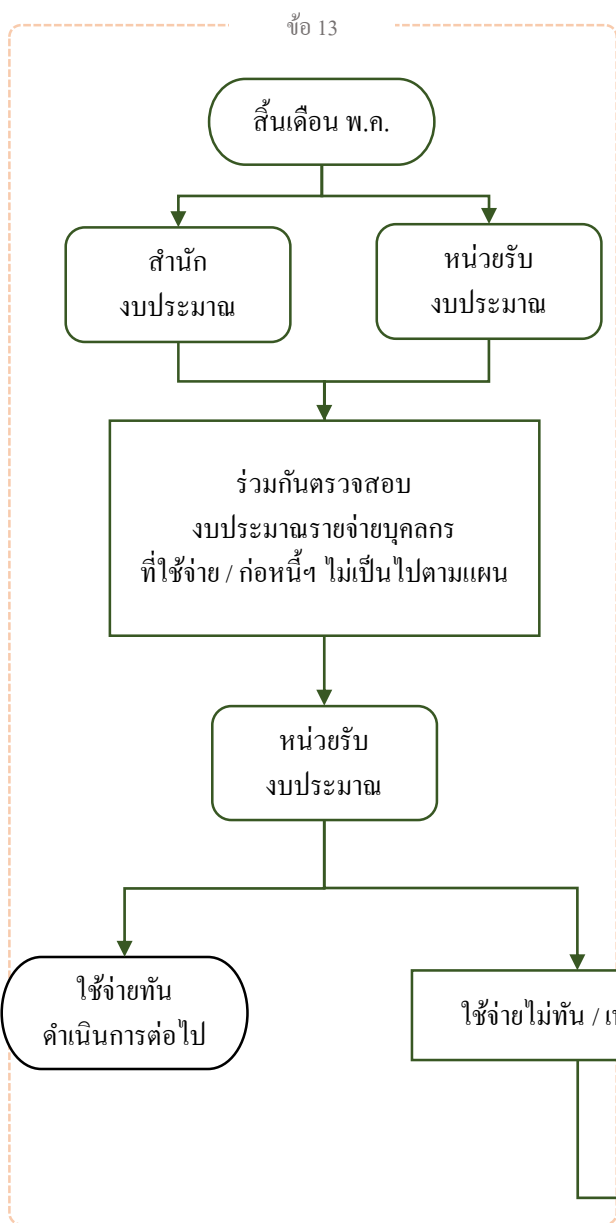 ข้อ 13
สิ้นเดือน พ.ค.
สำนัก
งบประมาณ
หน่วยรับ
งบประมาณ
ร่วมกันตรวจสอบ
งบประมาณรายจ่ายบุคลากร
ที่ใช้จ่าย / ก่อหนี้ฯ ไม่เป็นไปตามแผน
หน่วยรับ
งบประมาณ
ใช้จ่ายทัน
ดำเนินการต่อไป
ใช้จ่ายไม่ทัน /